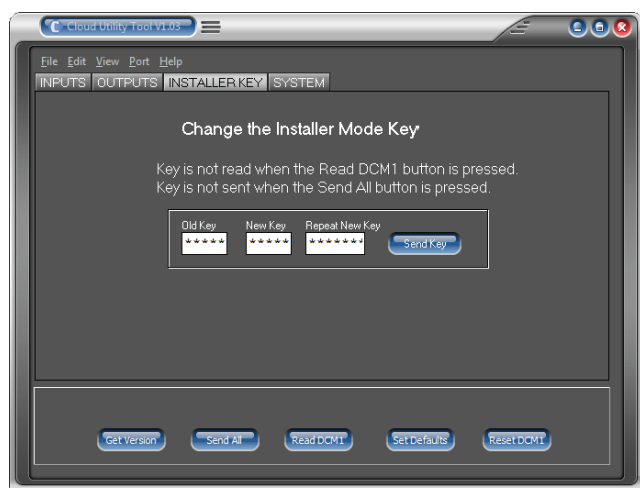 Cloud Utility Tool V1.03
File Edit View Port Help
INPUTS OUTPUTS INSTALLER KEY SYSTEM
Change the Installer Mode Key
Key is not read when the Read DCM1 button is pressed.
Key is not sent when the Send All button is pressed.
Old Key New Key Repeat New Key
***** ***** *******
Send Key
Get Version Send All Read DCM1 Set Defaults Reset DCM1